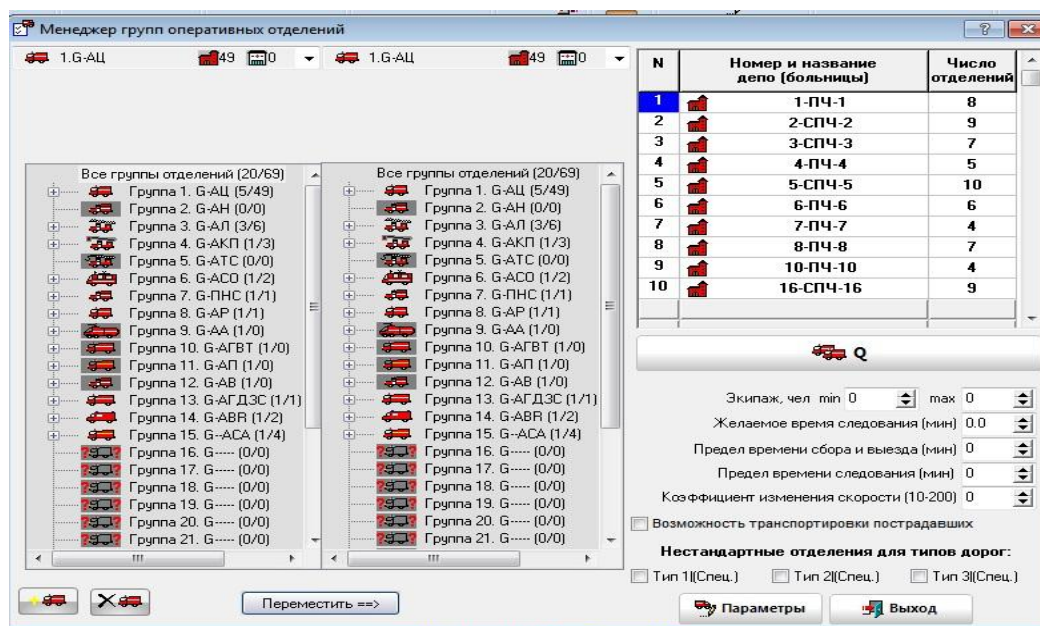 Менеджер групп оперативных отделений
1.G-АЦ 49 0
1.G-АЦ 49 0
Все группы отделений (20/69)
Группа 1. G-АЦ (5/49)
Группа 2. G-АН (0/0)
Группа 3. G-АЛ (3/6)
Группа 4. G-АКП (1/3)
Группа 5. G-АТС (0/0)
Группа 6. G-АСО (1/2)
Группа 7. G-ПНС (1/1)
Группа 8. G-АР (1/1)
Группа 9. G-АА (1/0)
Группа 10. G-АГВТ (1/0)
Группа 11. G-АП (1/0)
Группа 12. G-АВ (1/0)
Группа 13. G-АГДЗС (1/1)
Группа 14. G-ABR (1/2)
Группа 15. G--АСА (1/4)
Группа 16. G---- (0/0)
Группа 17. G---- (0/0)
Группа 18. G---- (0/0)
Группа 19. G---- (0/0)
Группа 20. G---- (0/0)
Группа 21. G---- (0/0)
Все группы отделений (20/69)
Группа 1. G-АЦ (5/49)
Группа 2. G-АН (0/0)
Группа 3. G-АЛ (3/6)
Группа 4. G-АКП (1/3)
Группа 5. G-АТС (0/0)
Группа 6. G-АСО (1/2)
Группа 7. G-ПНС (1/1)
Группа 8. G-АР (1/1)
Группа 9. G-АА (1/0)
Группа 10. G-АГВТ (1/0)
Группа 11. G-АП (1/0)
Группа 12. G-АВ (1/0)
Группа 13. G-АГДЗС (1/1)
Группа 14. G-ABR (1/2)
Группа 15. G--АСА (1/4)
Группа 16. G---- (0/0)
Группа 17. G---- (0/0)
Группа 18. G---- (0/0)
Группа 19. G---- (0/0)
Группа 20. G---- (0/0)
Группа 21. G---- (0/0)
Переместить ==>
N Номер и название депо (больницы) Число отделений
1 1-ПЧ-1 8
2 2-СПЧ-2 9
3 3-СПЧ-3 7
4 4-ПЧ-4 5
5 5-СПЧ-5 10
6 6-ПЧ-6 6
7 7-ПЧ-7 4
8 8-ПЧ-8 7
9 10-ПЧ-10 4
10 16-СПЧ-16 9
Q
Экипаж, чел min 0 max 0
Желаемое время следования (мин) 0.0
Предел времени сбора и выезда (мин) 0
Предел времени следования (мин) 0
Коэффициент изменения скорости (10-200) 0
Возможность транспортировки пострадавших
Нестандартные отделения для типов дорог:
Тип 1|(Спец.) Тип 2|(Спец.) Тип 3|(Спец.)
Параметры Выход